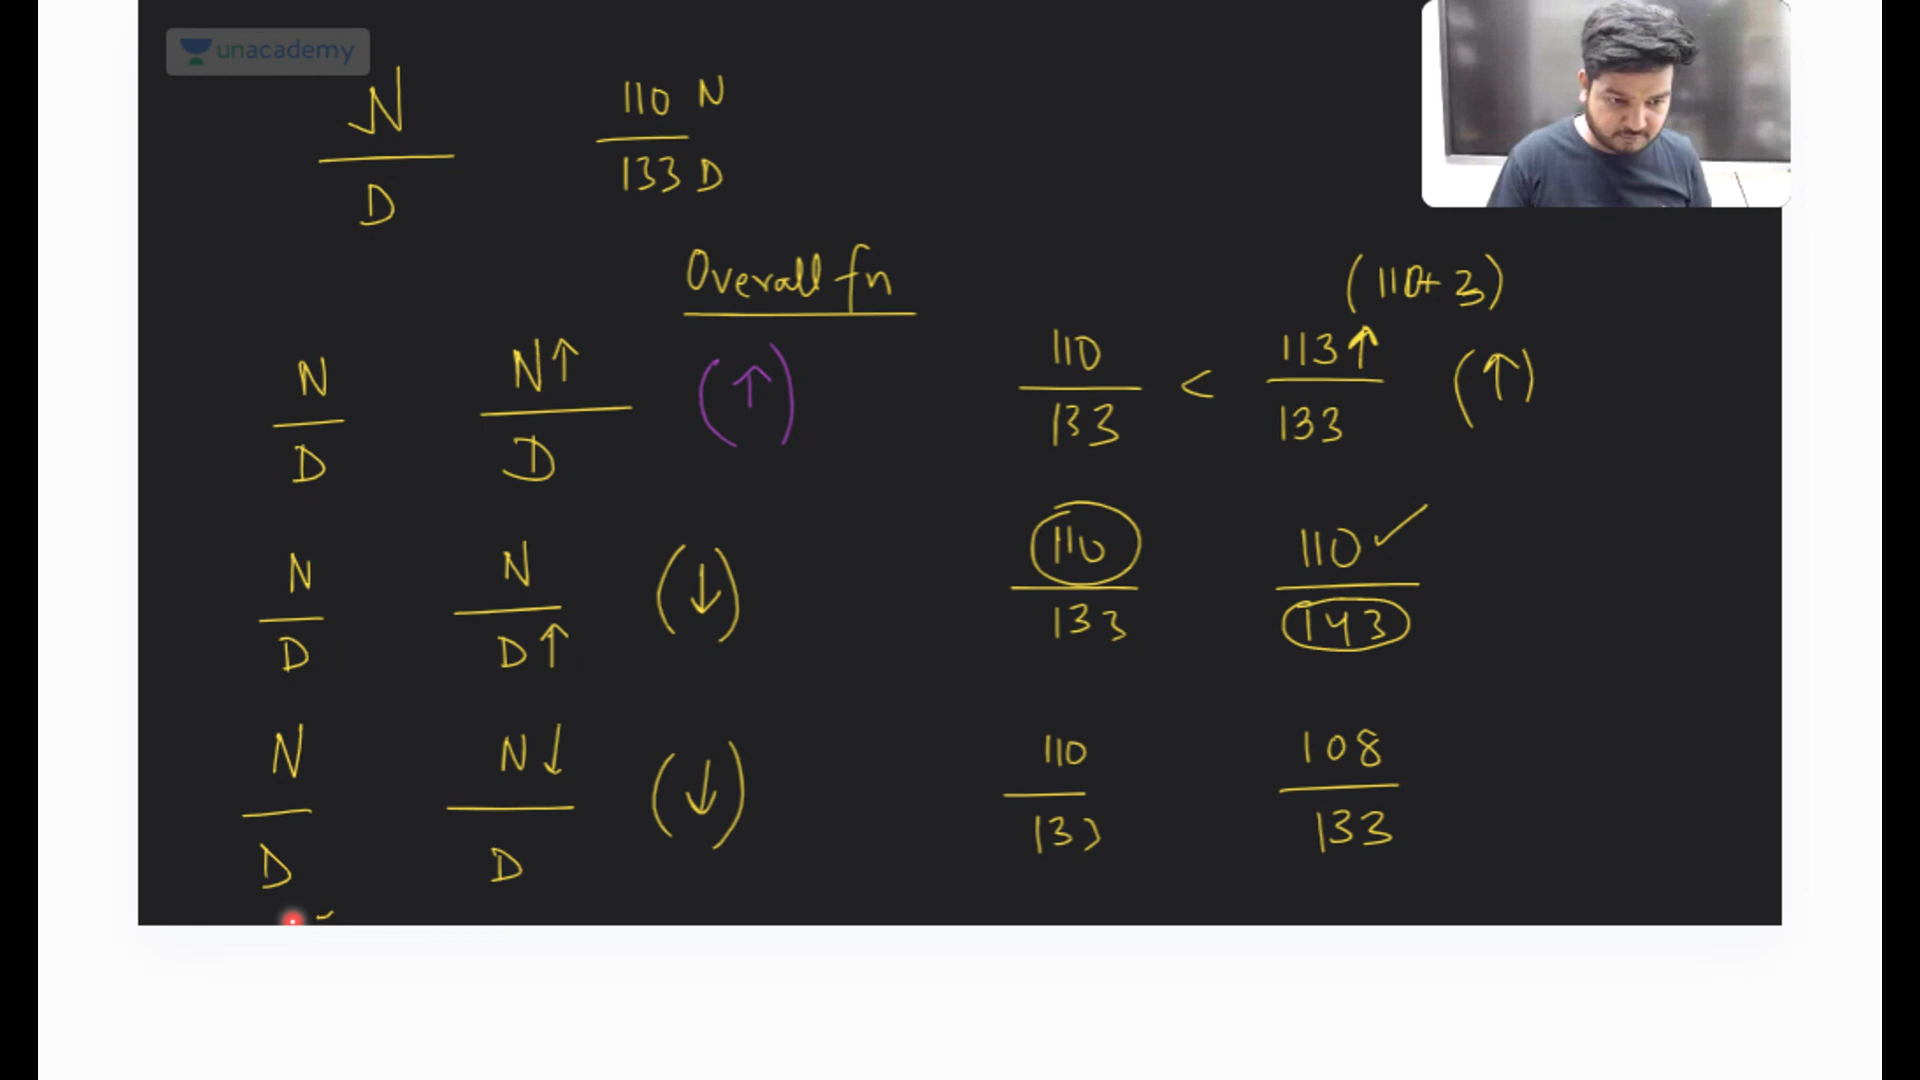 unacademy
N 110 N
D 133 D
Overall fn
(110+3)
N N↑ (↑) 110 < 113↑ (↑)
D D 133 133
N N (↓) 110 110 ✓
D D↑ 133 143
N N↓ (↓) 110 108
D D 133 133